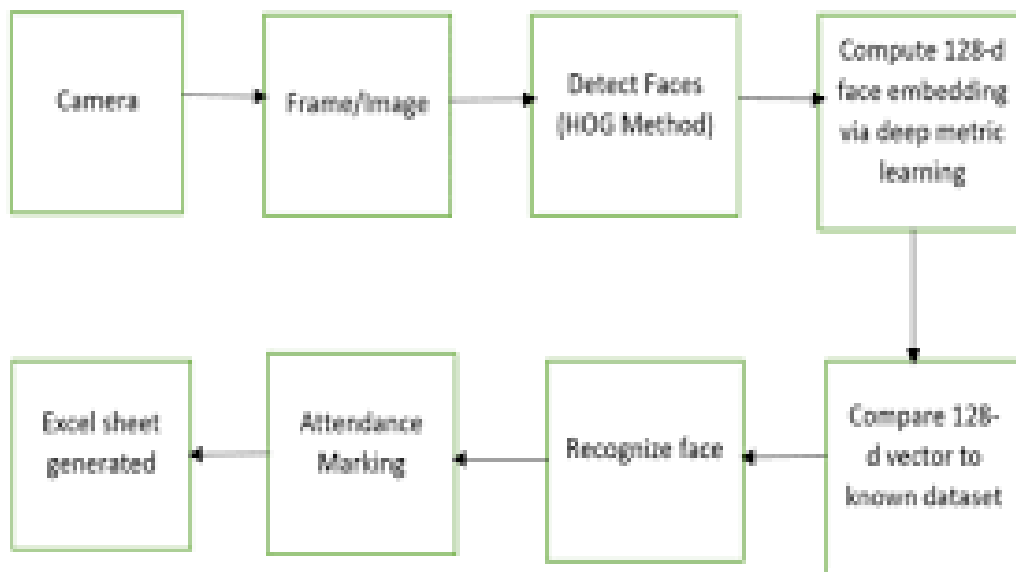 Camera
Frame/Image
Detect Faces
(HOG Method)
Compute 128-d
face embedding
via deep metric
learning
Compare 128-
d vector to
known dataset
Recognize face
Attendance
Marking
Excel sheet
generated